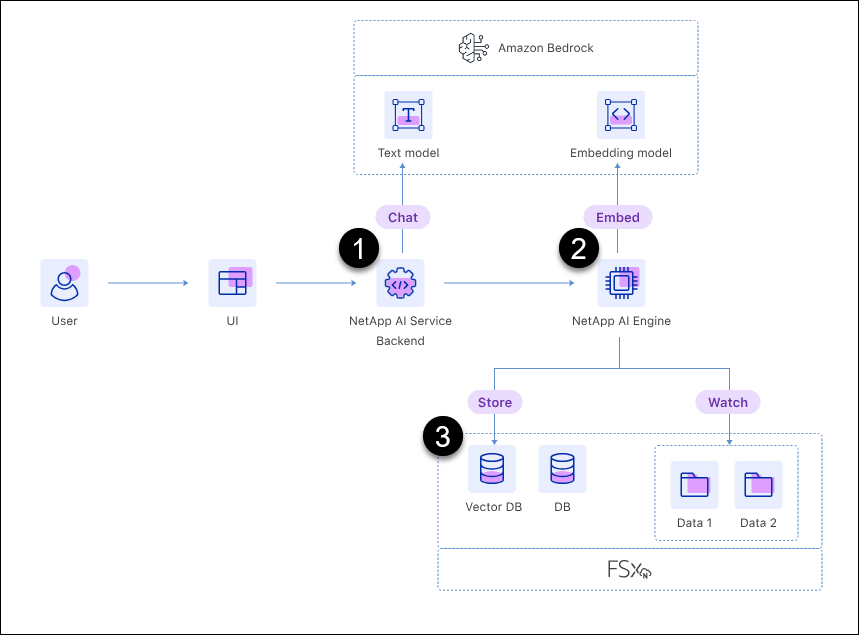 Amazon Bedrock
T
Text model
Embedding model
Chat
Embed
1
2
User
UI
NetApp AI Service
Backend
NetApp AI Engine
Store
Watch
3
Vector DB
DB
Data 1
Data 2
FSxN